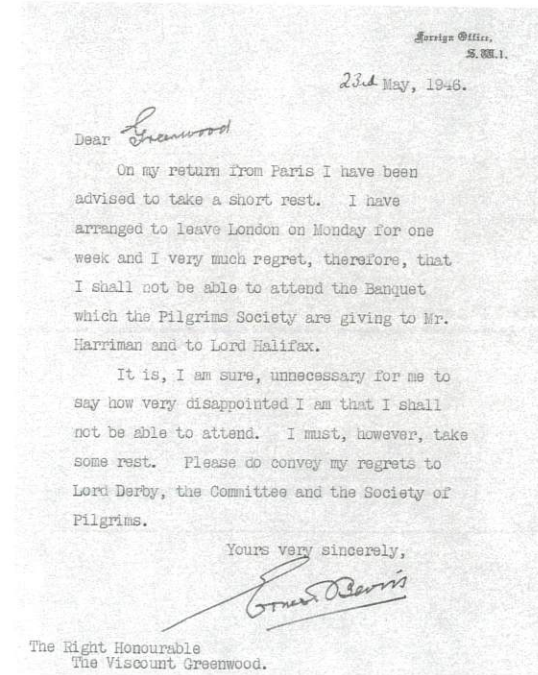 Foreign Office,
S.W.1.
23rd May, 1946.
Dear Greenwood
On my return from Paris I have been
advised to take a short rest. I have
arranged to leave London on Monday for one
week and I very much regret, therefore, that
I shall not be able to attend the Banquet
which the Pilgrims Society are giving to Mr.
Harriman and to Lord Halifax.
It is, I am sure, unnecessary for me to
say how very disappointed I am that I shall
not be able to attend. I must, however, take
some rest. Please do convey my regrets to
Lord Derby, the Committee and the Society of
Pilgrims.
Yours very sincerely,
Ernest Bevin
The Right Honourable
The Viscount Greenwood.